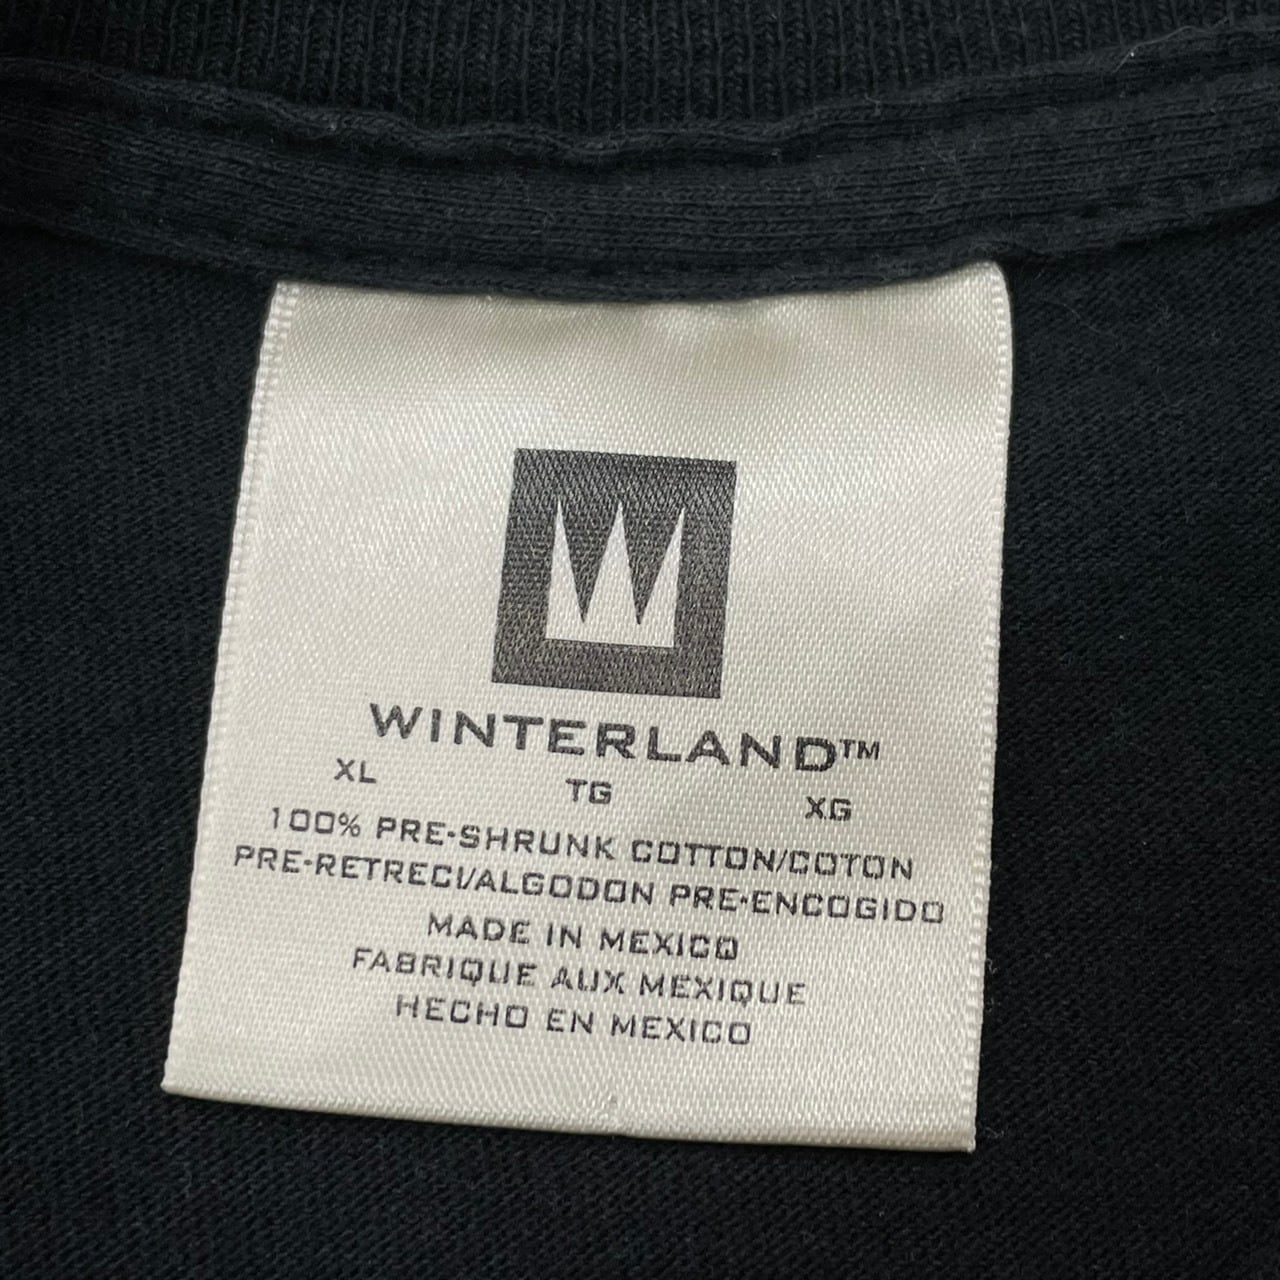 WINTERLAND™
XL TG XG
100% PRE-SHRUNK COTTON/COTON
PRE-RETRECI/ALGODON PRE-ENCOGIDO
MADE IN MEXICO
FABRIQUE AUX MEXIQUE
HECHO EN MEXICO